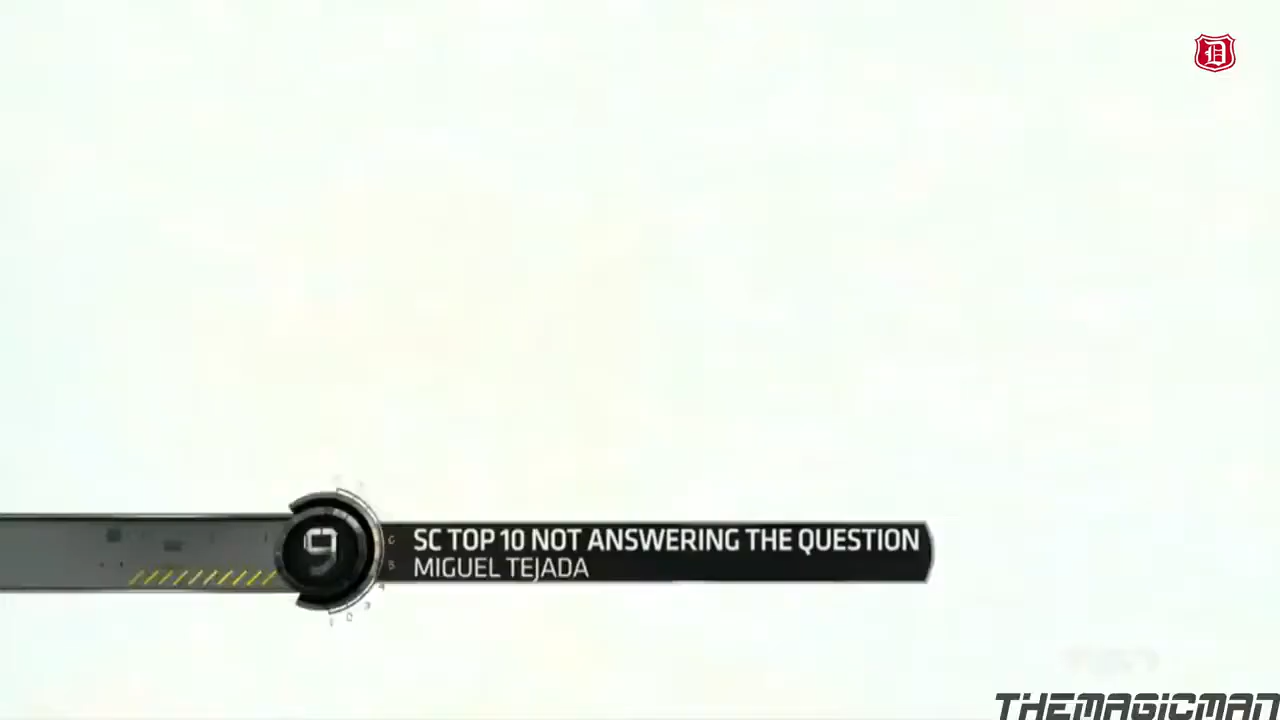 D
9
SC TOP 10 NOT ANSWERING THE QUESTION
MIGUEL TEJADA
THEMAGICMAN